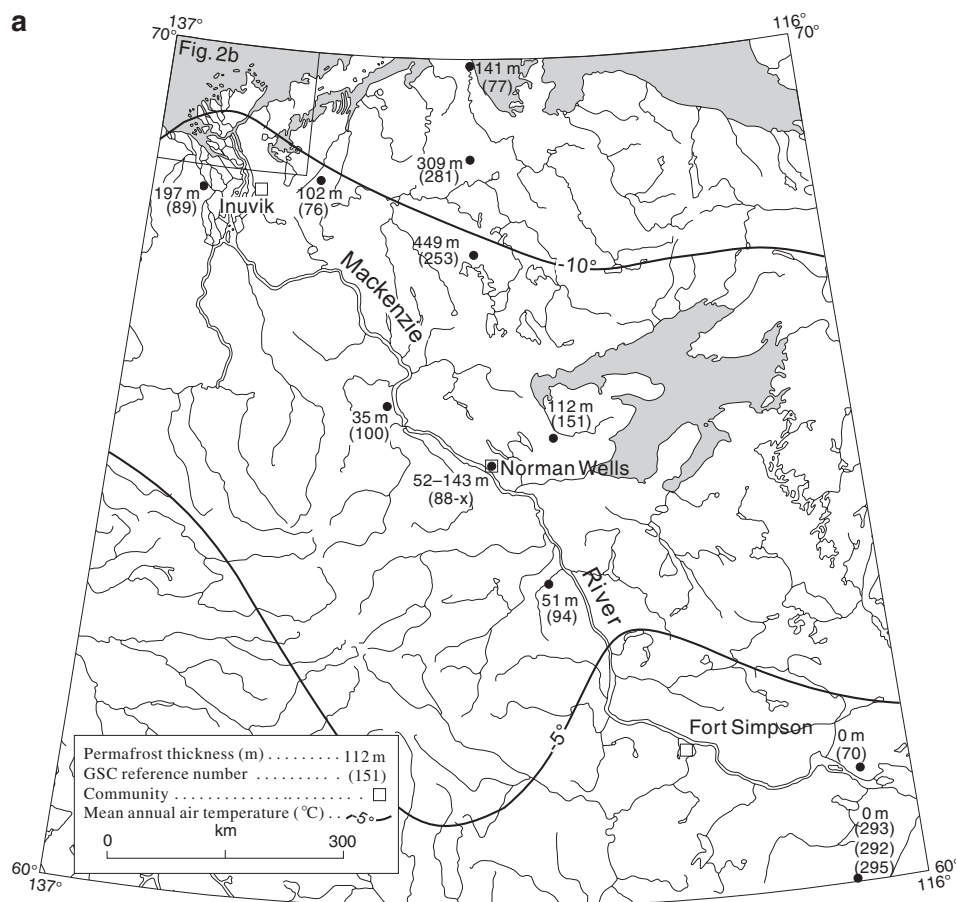 a
137°
70°
116°
70°
Fig. 2b
141 m
(77)
309 m
(281)
197 m
(89)
Inuvik
102 m
(76)
449 m
(253)
-10°
Mackenzie
35 m
(100)
112 m
(151)
Norman Wells
52–143 m
(88-x)
River
51 m
(94)
-5°
Fort Simpson
0 m
(70)
0 m
(293)
(292)
(295)
Permafrost thickness (m) . . . . . . . . . 112 m
GSC reference number . . . . . . . . . . (151)
Community . . . . . . . . . . . . . . . . . . . . . . .
Mean annual air temperature (°C) . . -5°
km
0 300
60°
137°
60°
116°